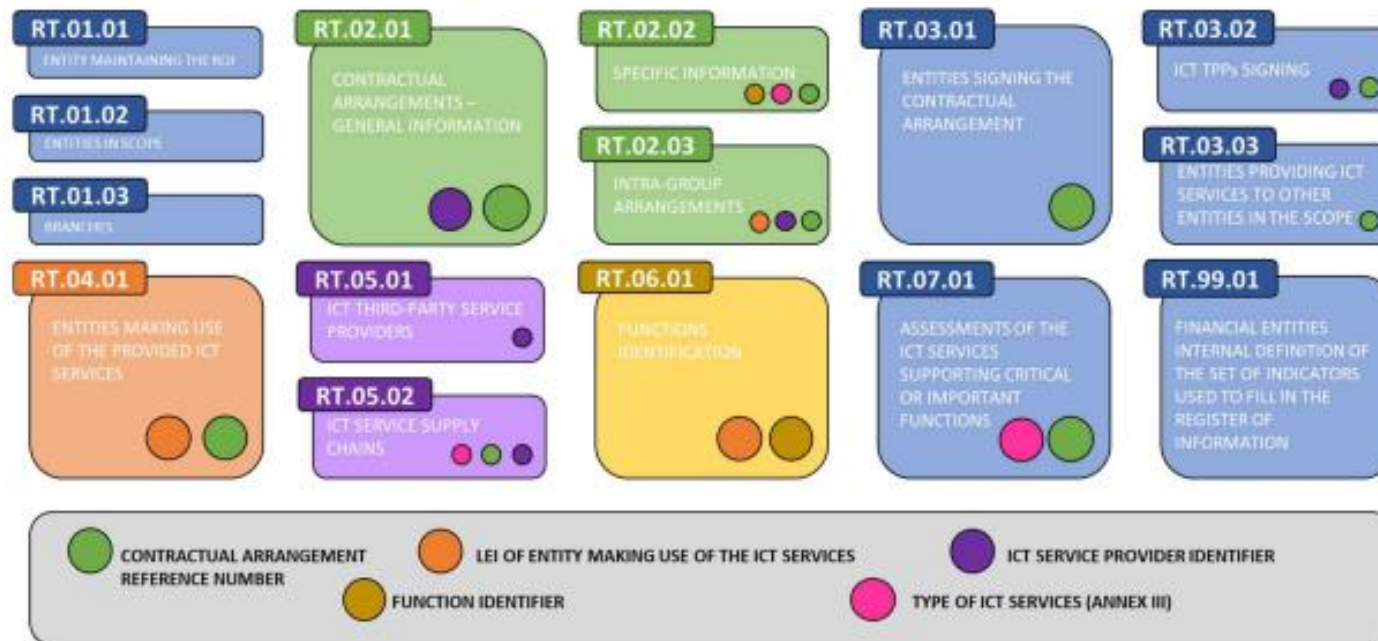 RT.01.01
ENTITY MAINTAINING THE ROI
RT.01.02
ENTITIES IN SCOPE
RT.01.03
BRANCHES
RT.02.01
CONTRACTUAL
ARRANGEMENTS –
GENERAL INFORMATION
RT.02.02
SPECIFIC INFORMATION
RT.02.03
INTRA-GROUP
ARRANGEMENTS
RT.03.01
ENTITIES SIGNING THE
CONTRACTUAL
ARRANGEMENT
RT.03.02
ICT TPPs SIGNING
RT.03.03
ENTITIES PROVIDING ICT
SERVICES TO OTHER
ENTITIES IN THE SCOPE
RT.04.01
ENTITIES MAKING USE
OF THE PROVIDED ICT
SERVICES
RT.05.01
ICT THIRD-PARTY SERVICE
PROVIDERS
RT.05.02
ICT SERVICE SUPPLY
CHAINS
RT.06.01
FUNCTIONS
IDENTIFICATION
RT.07.01
ASSESSMENTS OF THE
ICT SERVICES
SUPPORTING CRITICAL
OR IMPORTANT
FUNCTIONS
RT.99.01
FINANCIAL ENTITIES
INTERNAL DEFINITION OF
THE SET OF INDICATORS
USED TO FILL IN THE
REGISTER OF
INFORMATION
CONTRACTUAL ARRANGEMENT
REFERENCE NUMBER
LEI OF ENTITY MAKING USE OF THE ICT SERVICES
ICT SERVICE PROVIDER IDENTIFIER
FUNCTION IDENTIFIER
TYPE OF ICT SERVICES (ANNEX III)